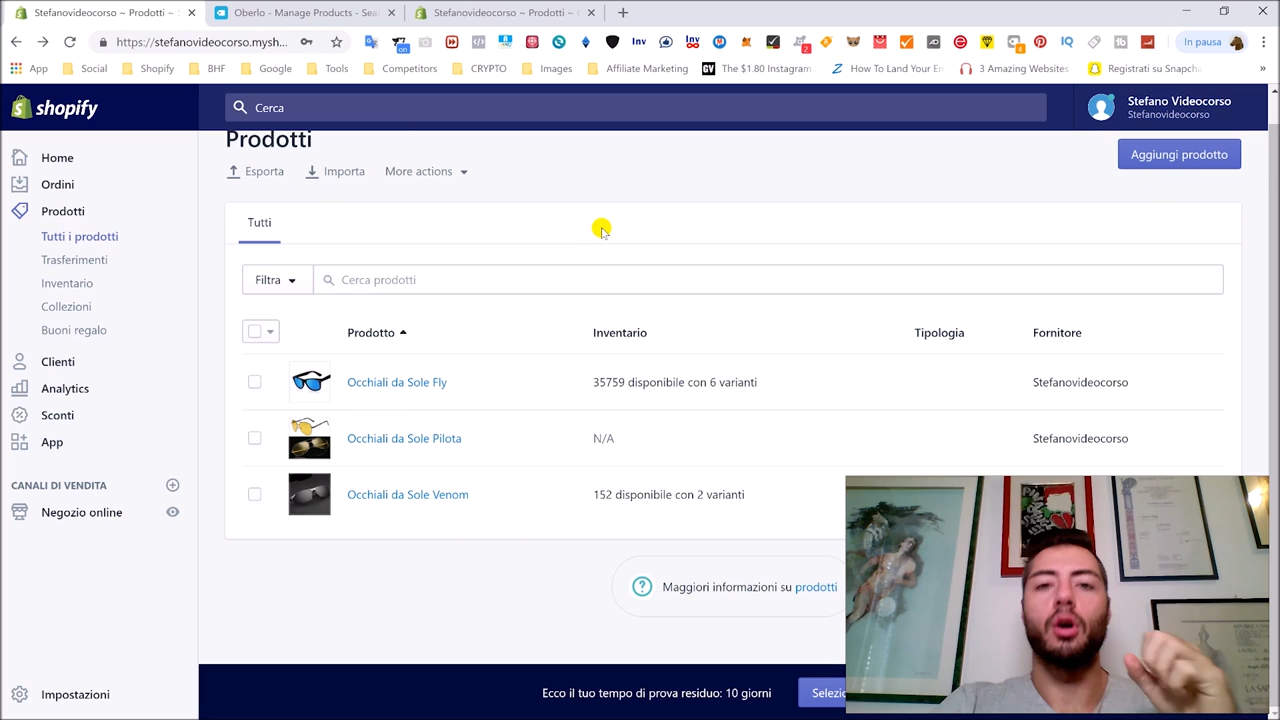 Stefanovideocorso ~ Prodotti ~ S
Oberlo - Manage Products - Sea
Stefanovideocorso ~ Prodotti ~
https://stefanovideocorso.mysh
In pausa
App
Social
Shopify
BHF
Google
Tools
Competitors
CRYPTO
Images
Affiliate Marketing
The $1.80 Instagram
How To Land Your
3 Amazing Websites
Registrati su Snapcha
shopify
Cerca
Stefano Videocorso
Stefanovideocorso
Home
Ordini
Prodotti
Tutti i prodotti
Trasferimenti
Inventario
Collezioni
Buoni regalo
Clienti
Analytics
Sconti
App
CANALI DI VENDITA
Negozio online
Impostazioni
Prodotti
Esporta
Importa
More actions
Aggiungi prodotto
Tutti
Filtra
Cerca prodotti
Prodotto
Inventario
Tipologia
Fornitore
Occhiali da Sole Fly
35759 disponibile con 6 varianti
Stefanovideocorso
Occhiali da Sole Pilota
N/A
Stefanovideocorso
Occhiali da Sole Venom
152 disponibile con 2 varianti
Maggiori informazioni su prodotti
Ecco il tuo tempo di prova residuo: 10 giorni
Selezi